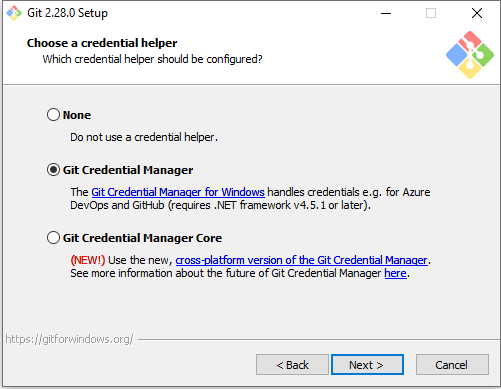 Git 2.28.0 Setup
Choose a credential helper
Which credential helper should be configured?
None
Do not use a credential helper.
Git Credential Manager
The Git Credential Manager for Windows handles credentials e.g. for Azure
DevOps and GitHub (requires .NET framework v4.5.1 or later).
Git Credential Manager Core
(NEW!) Use the new, cross-platform version of the Git Credential Manager.
See more information about the future of Git Credential Manager here.
https://gitforwindows.org/
< Back
Next >
Cancel